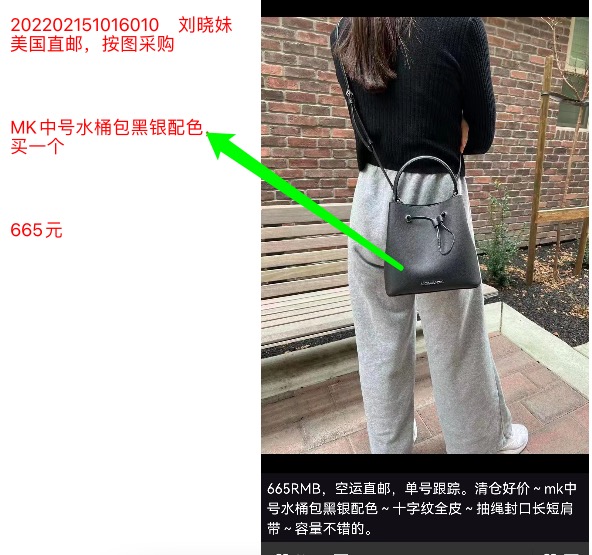 202202151016010 刘晓妹
美国直邮，按图采购
MK中号水桶包黑银配色，
买一个
665元
665RMB，空运直邮，单号跟踪。清仓好价～mk中
号水桶包黑银配色～十字纹全皮～抽绳封口长短肩
带～容量不错的。